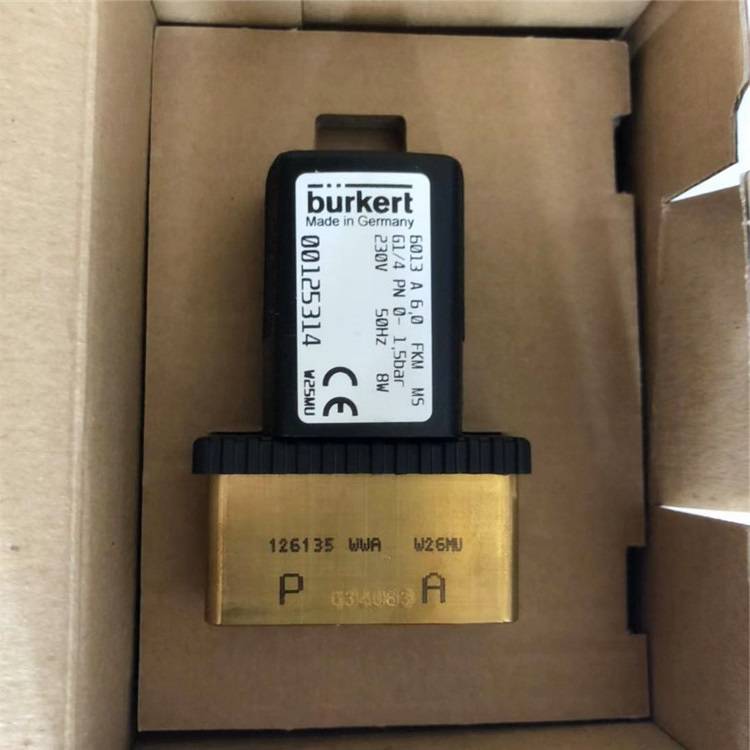 bürkert
Made in Germany
00125314
6013 A 6,0 FKM MS
G1/4 PN 0- 1,5bar
230V 50Hz 8W
CE
W25MU
126135 WWA W26MU
P A